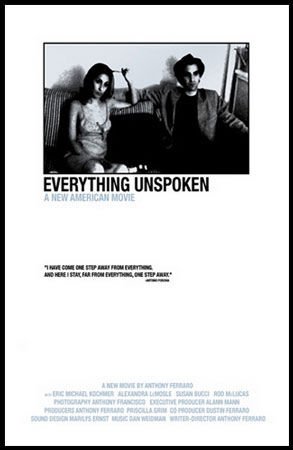 EVERYTHING UNSPOKEN
A NEW AMERICAN MOVIE
"I HAVE COME ONE STEP AWAY FROM EVERYTHING.
AND HERE I STAY, FAR FROM EVERYTHING, ONE STEP AWAY."
-ANTONIO PORCHIA
A NEW MOVIE BY ANTHONY FERRARO
WITH ERIC MICHAEL KOCHMER ALEXANDRA LEMOSLE SUSAN BUCCI ROD MCLUCAS
PHOTOGRAPHY ANTHONY FRANCISCO EXECUTIVE PRODUCER ALANN MANN
PRODUCERS ANTHONY FERRARO PRISCILLA GRIM CO PRODUCER DUSTIN FERRARO
SOUND DESIGN MARILYS ERNST MUSIC DAN WEIDMAN WRITER-DIRECTOR ANTHONY FERRARO